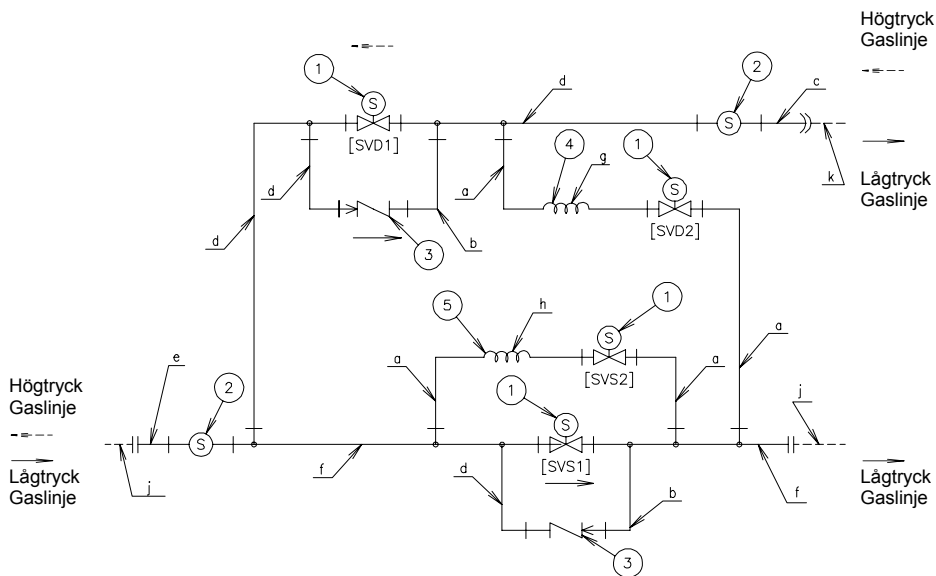 Högtryck
Gaslinje
1
2
S
d
c
S
[SVD1]
k
Lågtryck
Gaslinje
4
g
1
d
a
S
d
3
b
[SVD2]
5
h
1
S
a
a
a
[SVS2]
Högtryck
Gaslinje
e
2
1
j
S
S
[SVS1]
f
Lågtryck
Gaslinje
j
d
b
f
Lågtryck
Gaslinje
3